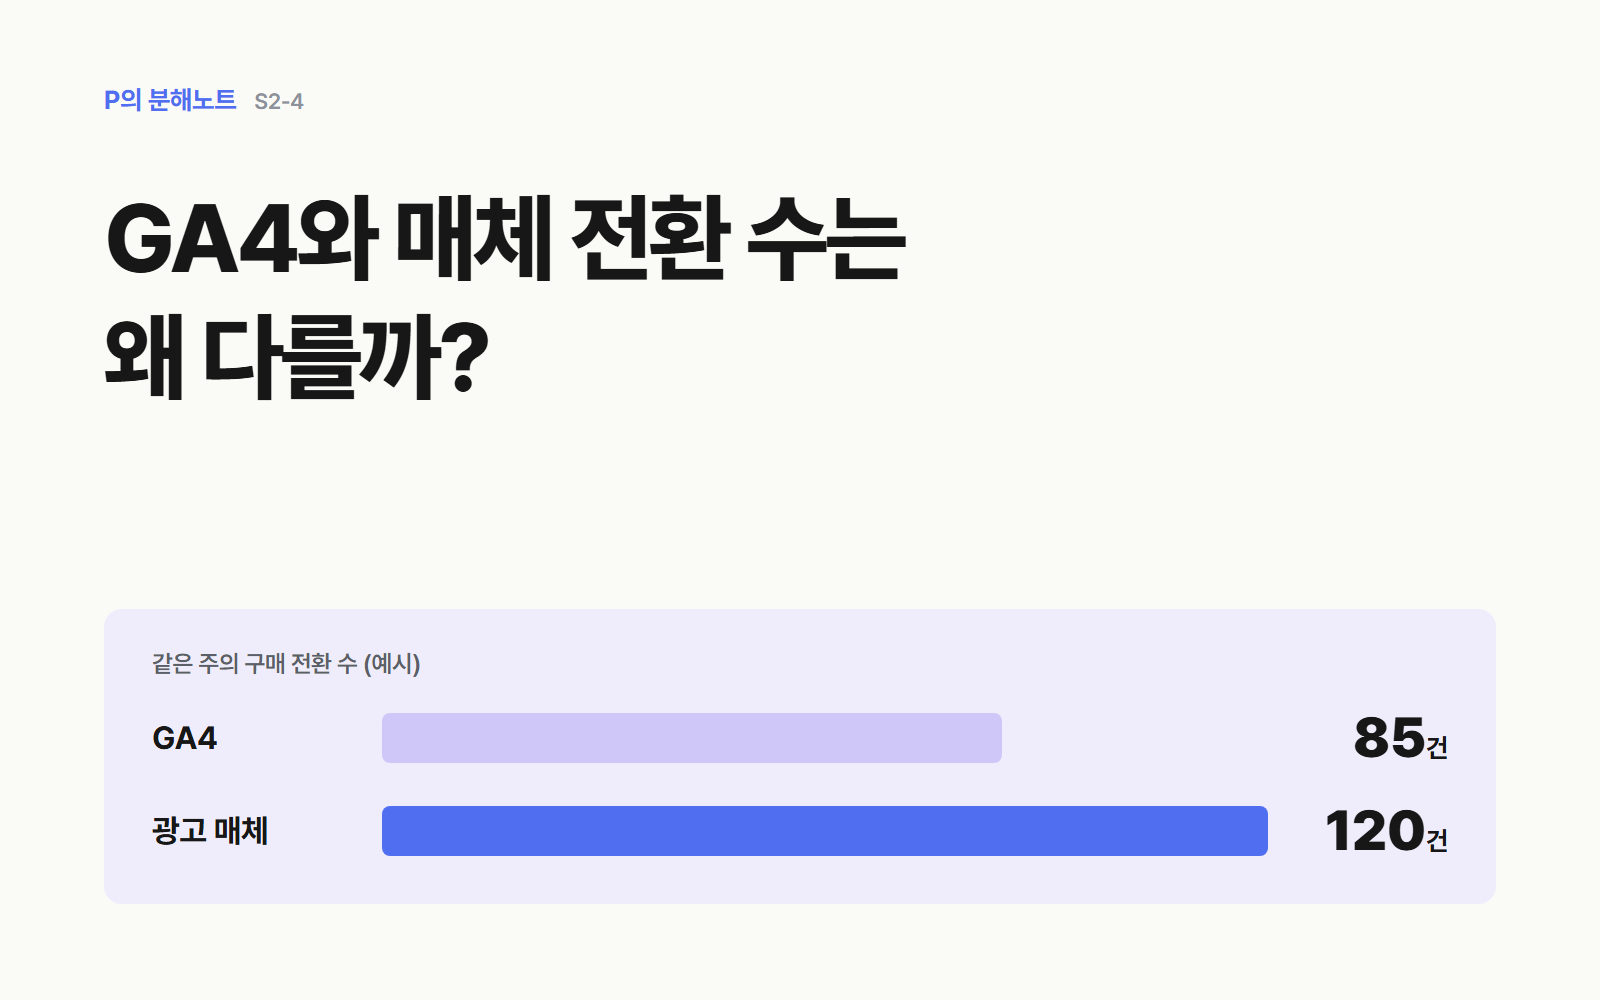 P의 분해노트 S2-4
GA4와 매체 전환 수는
왜 다를까?
같은 주의 구매 전환 수 (예시)
GA4 85건
광고 매체 120건